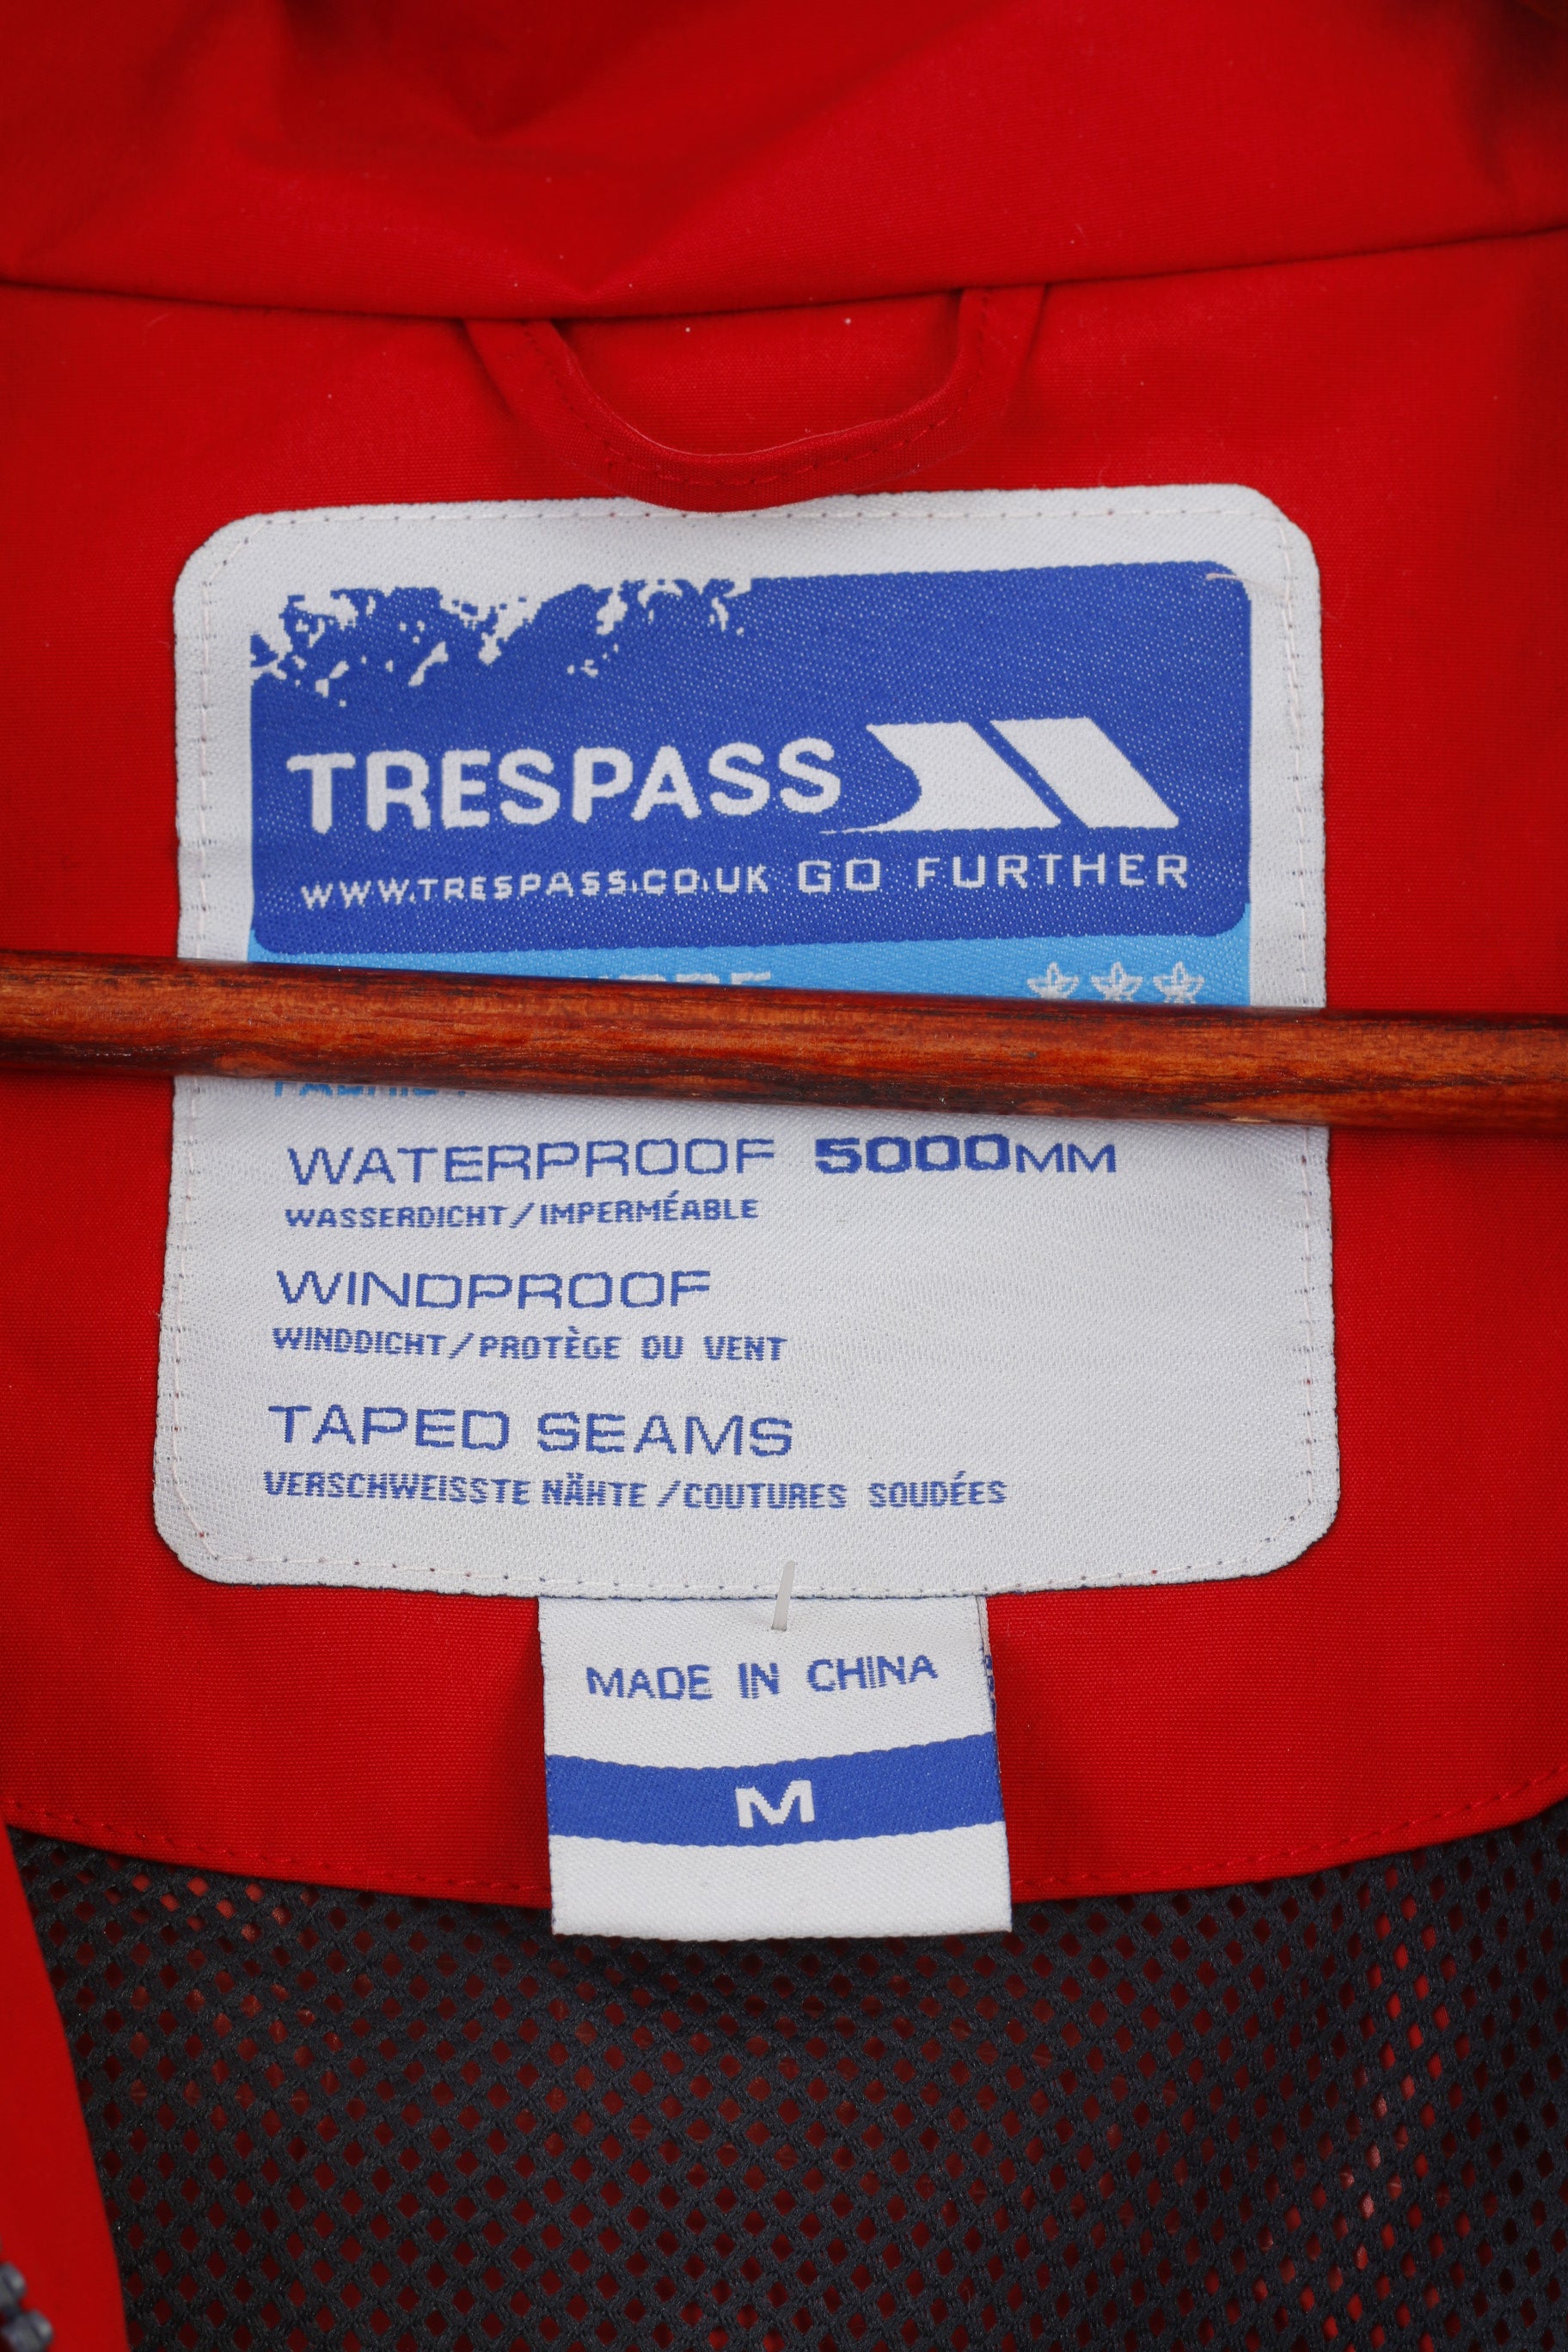 TRESPASS
WWW.TRESPASS.CO.UK GO FURTHER
WATERPROOF 5000MM
WASSERDICHT/IMPERMÉABLE
WINDPROOF
WINDDICHT/PROTÈGE DU VENT
TAPED SEAMS
VERSCHWEISSTE NÄHTE/COUTURES SOUDÉES
MADE IN CHINA
M